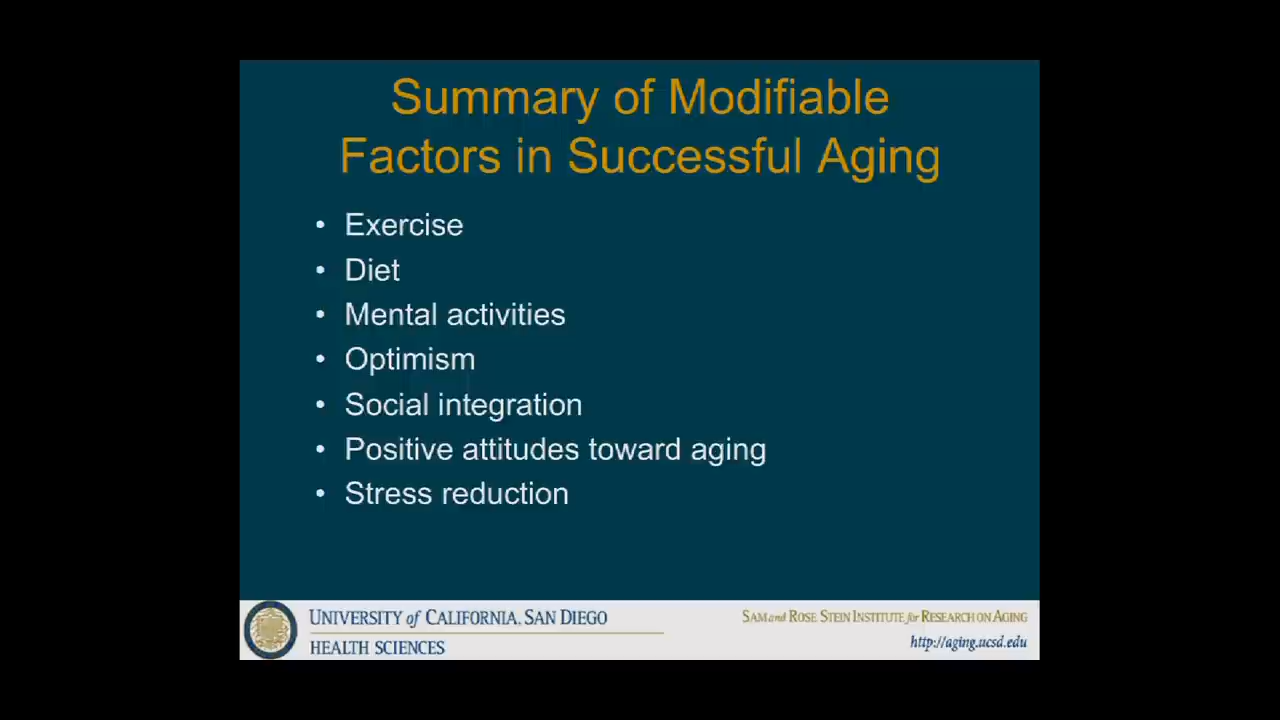 Summary of Modifiable
Factors in Successful Aging
• Exercise
• Diet
• Mental activities
• Optimism
• Social integration
• Positive attitudes toward aging
• Stress reduction
UNIVERSITY of CALIFORNIA, SAN DIEGO
HEALTH SCIENCES
SAM and ROSE STEIN INSTITUTE for RESEARCH ON AGING
http://aging.ucsd.edu